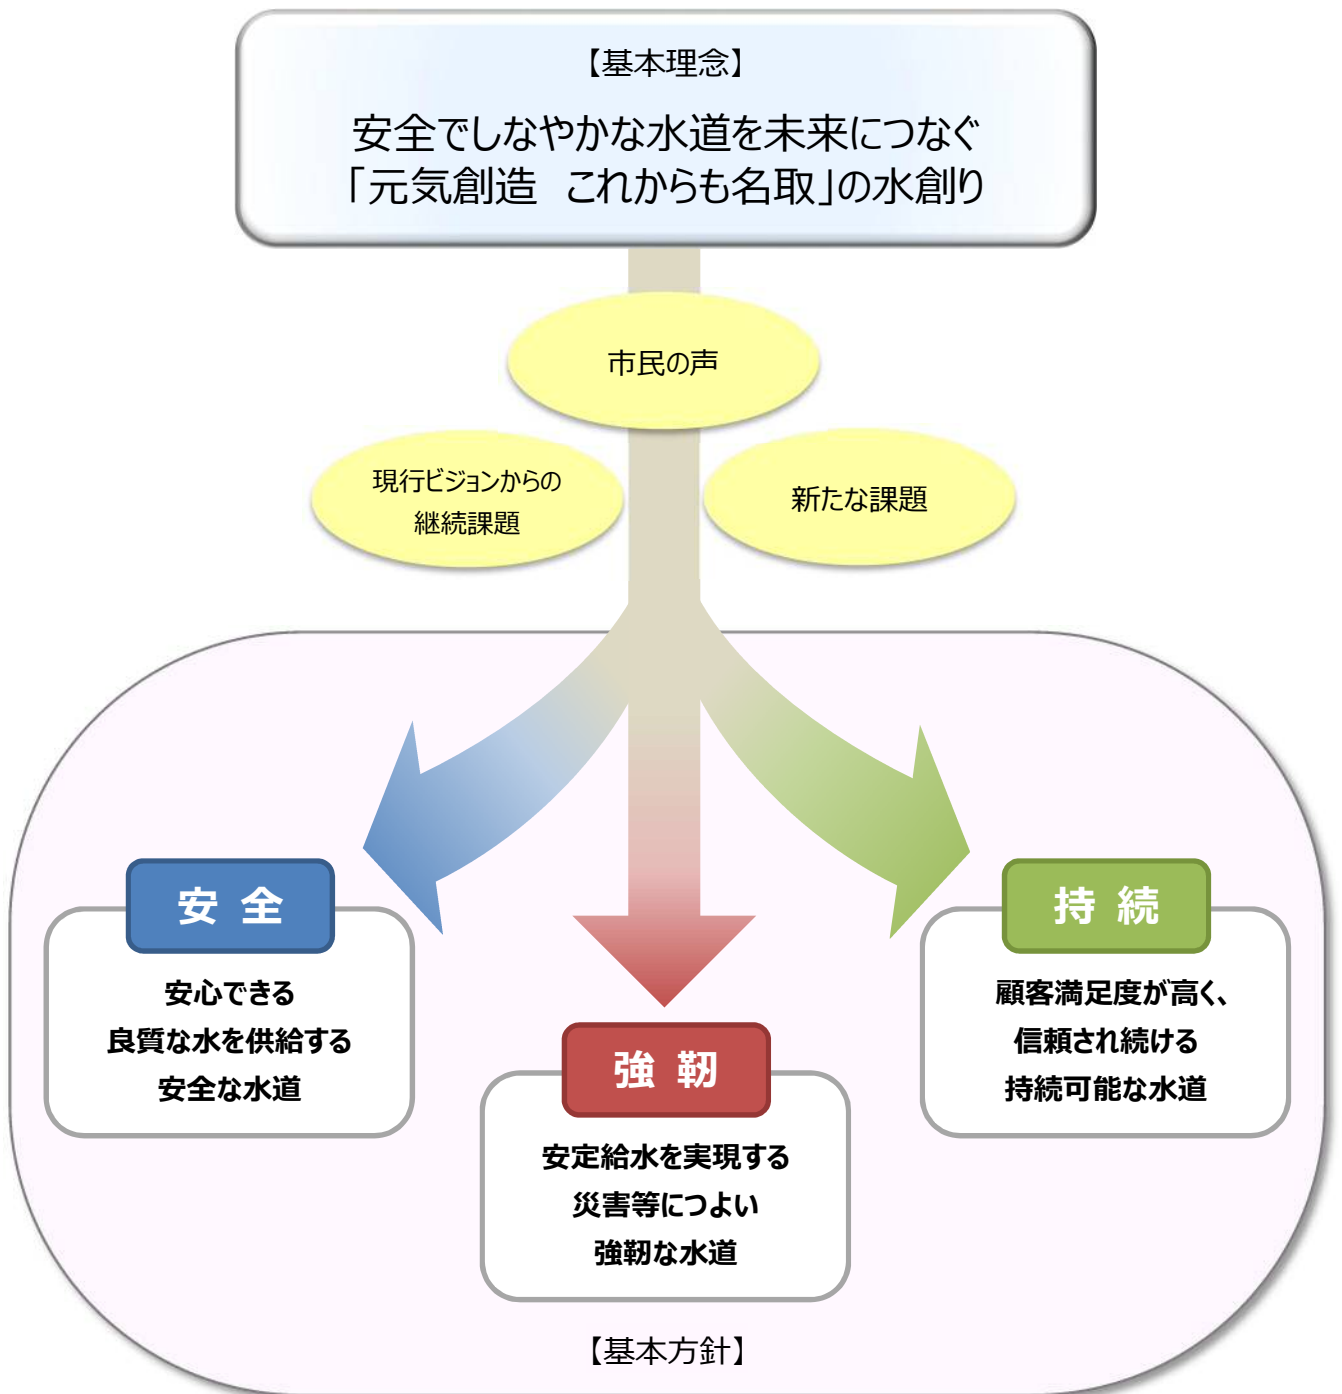 【基本理念】
安全でしなやかな水道を未来につなぐ
「元気創造　これからも名取」の水創り
市民の声
現行ビジョンからの
継続課題
新たな課題
安 全
安心できる
良質な水を供給する
安全な水道
強 靭
安定給水を実現する
災害等につよい
強靭な水道
持 続
顧客満足度が高く、
信頼され続ける
持続可能な水道
【基本方針】